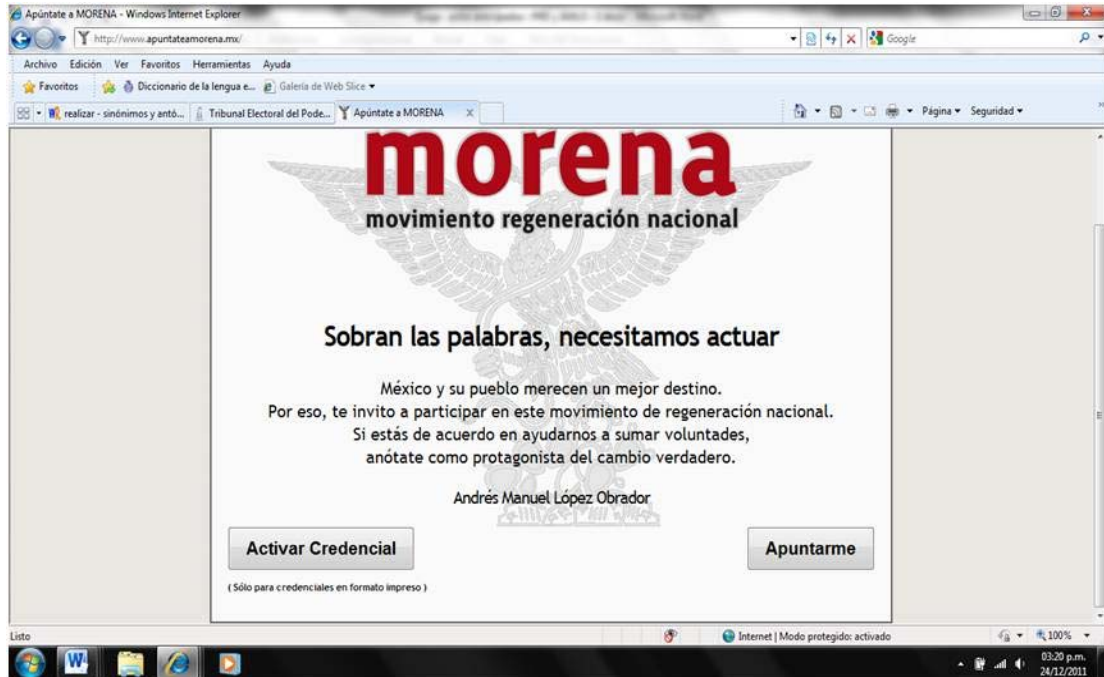 Apúntate a MORENA - Windows Internet Explorer
http://www.apuntateamorena.mx/
Google
Archivo Edición Ver Favoritos Herramientas Ayuda
Favoritos Diccionario de la lengua e... Galería de Web Slice
realizar - sinónimos y antó... Tribunal Electoral del Pode... Apúntate a MORENA X
Página Seguridad
morena
movimiento regeneración nacional
Sobran las palabras, necesitamos actuar
México y su pueblo merecen un mejor destino.
Por eso, te invito a participar en este movimiento de regeneración nacional.
Si estás de acuerdo en ayudarnos a sumar voluntades,
anótate como protagonista del cambio verdadero.
Andrés Manuel López Obrador
Activar Credencial Apuntarme
( Sólo para credenciales en formato impreso )
Listo Internet | Modo protegido: activado 100%
03:20 p.m.
24/12/2011